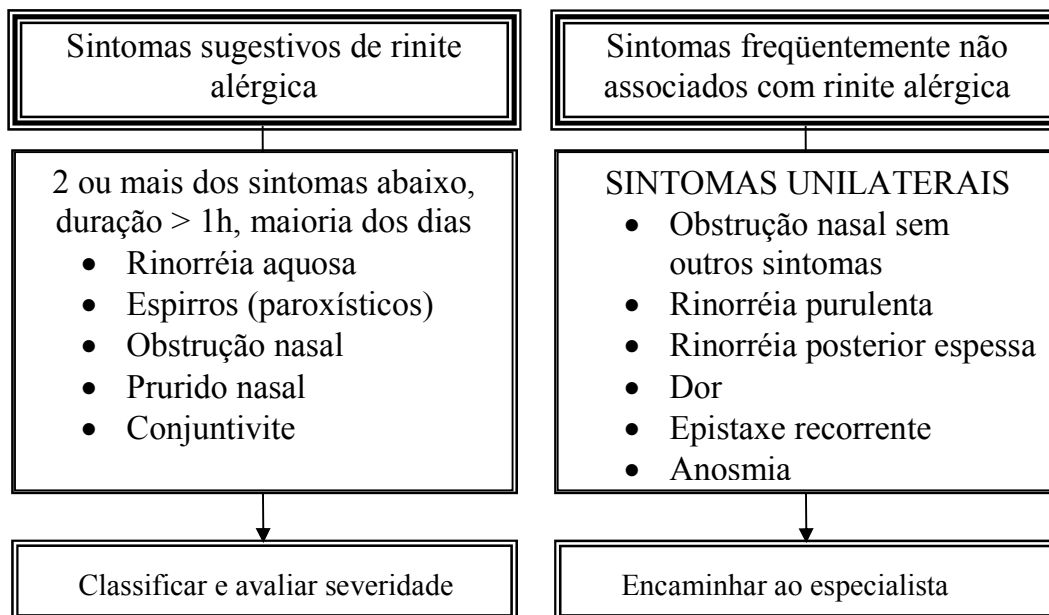 Sintomas sugestivos de rinite
alérgica
2 ou mais dos sintomas abaixo,
duração > 1h, maioria dos dias
• Rinorréia aquosa
• Espirros (paroxísticos)
• Obstrução nasal
• Prurido nasal
• Conjuntivite
Classificar e avaliar severidade
Sintomas freqüentemente não
associados com rinite alérgica
SINTOMAS UNILATERAIS
• Obstrução nasal sem
outros sintomas
• Rinorréia purulenta
• Rinorréia posterior espessa
• Dor
• Epistaxe recorrente
• Anosmia
Encaminhar ao especialista